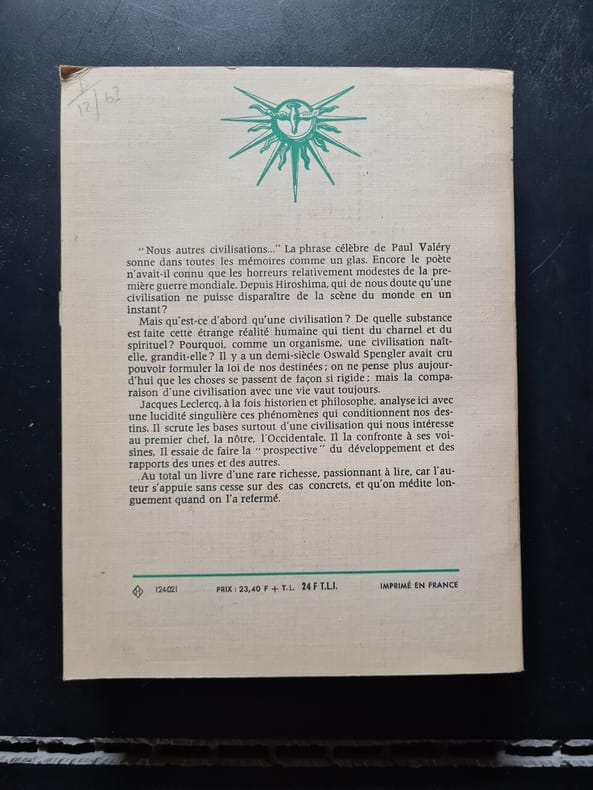 12/63
“Nous autres civilisations...” La phrase célèbre de Paul Valéry
sonne dans toutes les mémoires comme un glas. Encore le poète
n'avait-il connu que les horreurs relativement modestes de la pre-
mière guerre mondiale. Depuis Hiroshima, qui de nous doute qu'une
civilisation ne puisse disparaître de la scène du monde en un
instant ?
Mais qu'est-ce d'abord qu'une civilisation ? De quelle substance
est faite cette étrange réalité humaine qui tient du charnel et du
spirituel ? Pourquoi, comme un organisme, une civilisation naît-
elle, grandit-elle ? Il y a un demi-siècle Oswald Spengler avait cru
pouvoir formuler la loi de nos destinées ; on ne pense plus aujour-
d'hui que les choses se passent de façon si rigide ; mais la compa-
raison d'une civilisation avec une vie vaut toujours.
Jacques Leclercq, à la fois historien et philosophe, analyse ici avec
une lucidité singulière ces phénomènes qui conditionnent nos des-
tins. Il scrute les bases surtout d'une civilisation qui nous intéresse
au premier chef, la nôtre, l'Occidentale. Il la confronte à ses voi-
sines, Il essaie de faire la “prospective” du développement et des
rapports des unes et des autres.
Au total un livre d'une rare richesse, passionnant à lire, car l'au-
teur s'appuie sans cesse sur des cas concrets, et qu'on médite lon-
guement quand on l'a refermé.
124021 PRIX : 23,40 F + T.L. 24 F T.L.I. IMPRIMÉ EN FRANCE